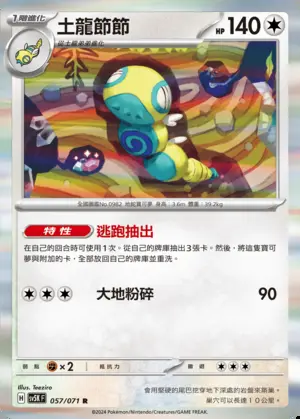 1階進化
土龍節節
HP 140
從土龍弟弟進化
全國圖鑑No.0982 地蛇寶可夢 身高：3.6m 體重：39.2kg
特性 逃跑抽出
在自己的回合時可使用1次。從自己的牌庫抽出3張卡。然後，將這隻寶可
夢與附加的卡，全部放回自己的牌庫並重洗。
大地粉碎 90
弱點 ×2 抵抗力 撤退
Illus. Teeziro
H SV5K F 057/071 R
會用堅硬的尾巴挖穿地下深處的岩盤來築巢。
巢穴可以長達１０公里。
©2024 Pokémon/Nintendo/Creatures/GAME FREAK.